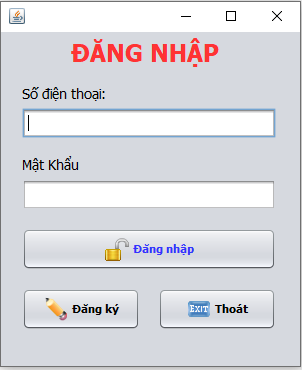 ĐĂNG NHẬP
Số điện thoại:
Mật Khẩu
Đăng nhập
Đăng ký
EXIT Thoát